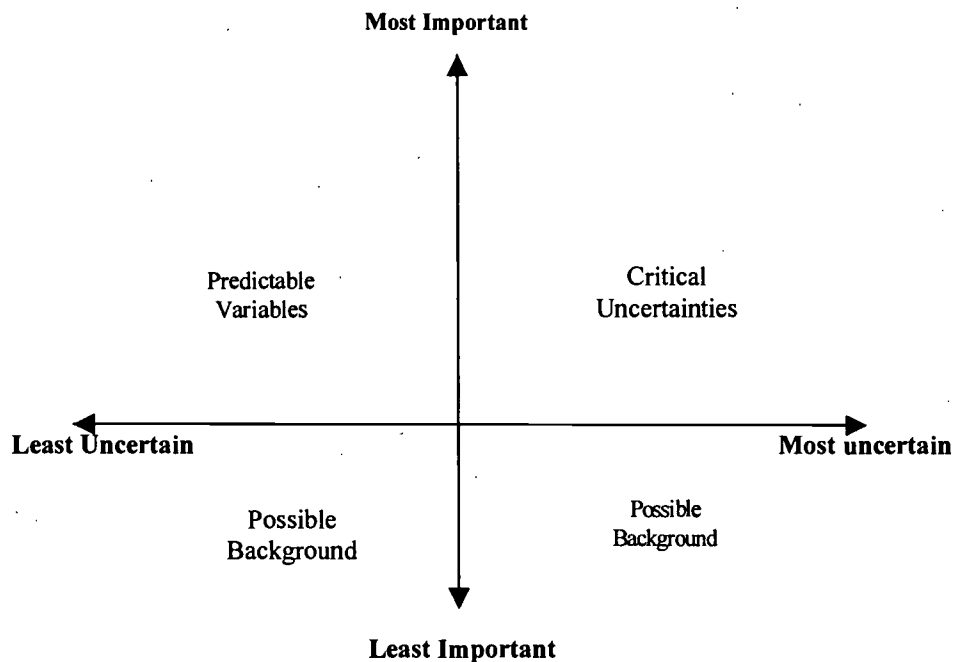 Most Important
Predictable
Variables
Critical
Uncertainties
Least Uncertain
Most uncertain
Possible
Background
Possible
Background
Least Important